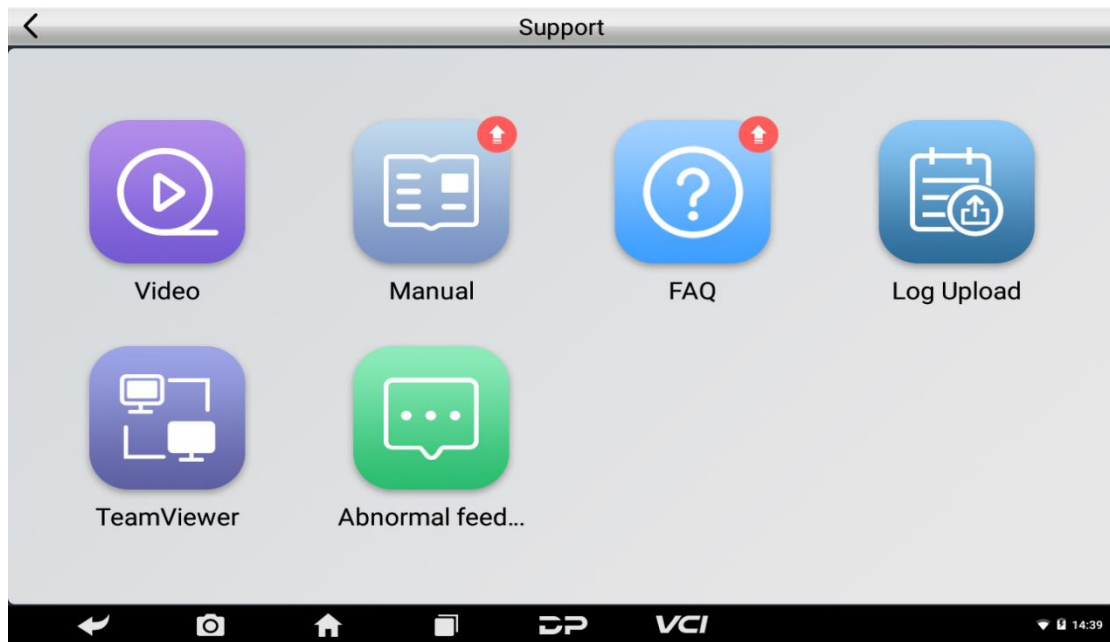 Support
Video
Manual
FAQ
Log Upload
TeamViewer
Abnormal feed...
DP
VCI
14:39